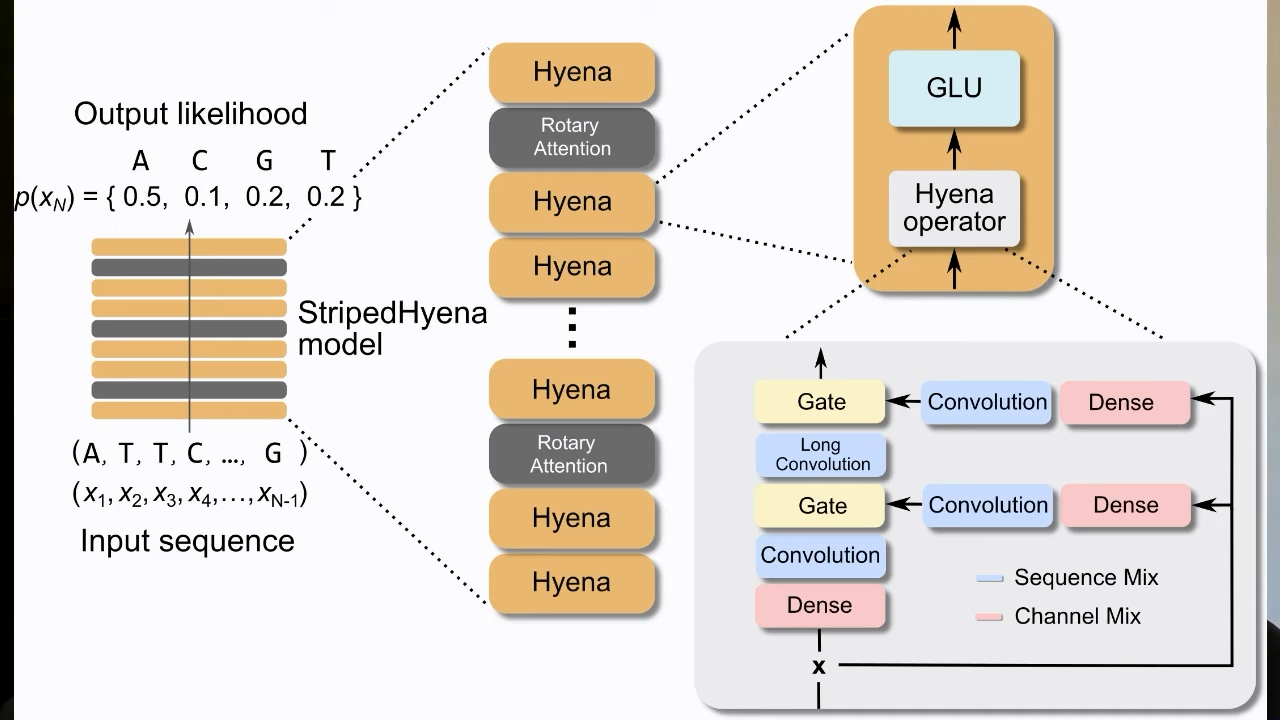 Output likelihood
A C G T
p(x_N) = { 0.5, 0.1, 0.2, 0.2 }
StripedHyena
model
(A, T, T, C, ..., G )
(x₁, x₂, x₃, x₄,...,x_N-1)
Input sequence
Hyena
Rotary
Attention
Hyena
Hyena
Hyena
Rotary
Attention
Hyena
Hyena
GLU
Hyena
operator
Gate
Convolution
Dense
Long
Convolution
Gate
Convolution
Dense
Convolution
Dense
x
Sequence Mix
Channel Mix